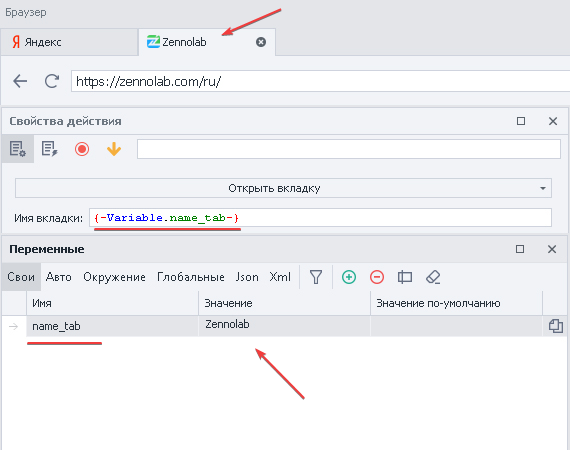 Браузер
Яндекс
Zennolab
https://zennolab.com/ru/
Свойства действия
Открыть вкладку
Имя вкладки: {-Variable.name_tab-}
Переменные
Свои Авто Окружение Глобальные Json Xml
Имя Значение Значение по-умолчанию
name_tab Zennolab